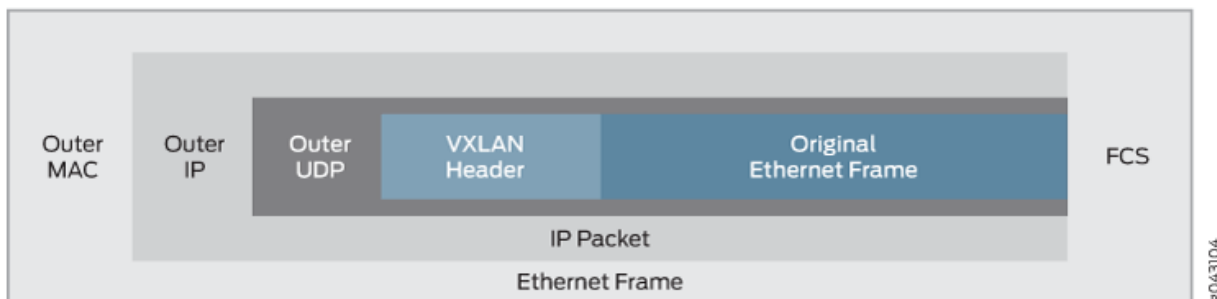 Outer
MAC
Outer
IP
Outer
UDP
VXLAN
Header
Original
Ethernet Frame
FCS
IP Packet
Ethernet Frame
g043104